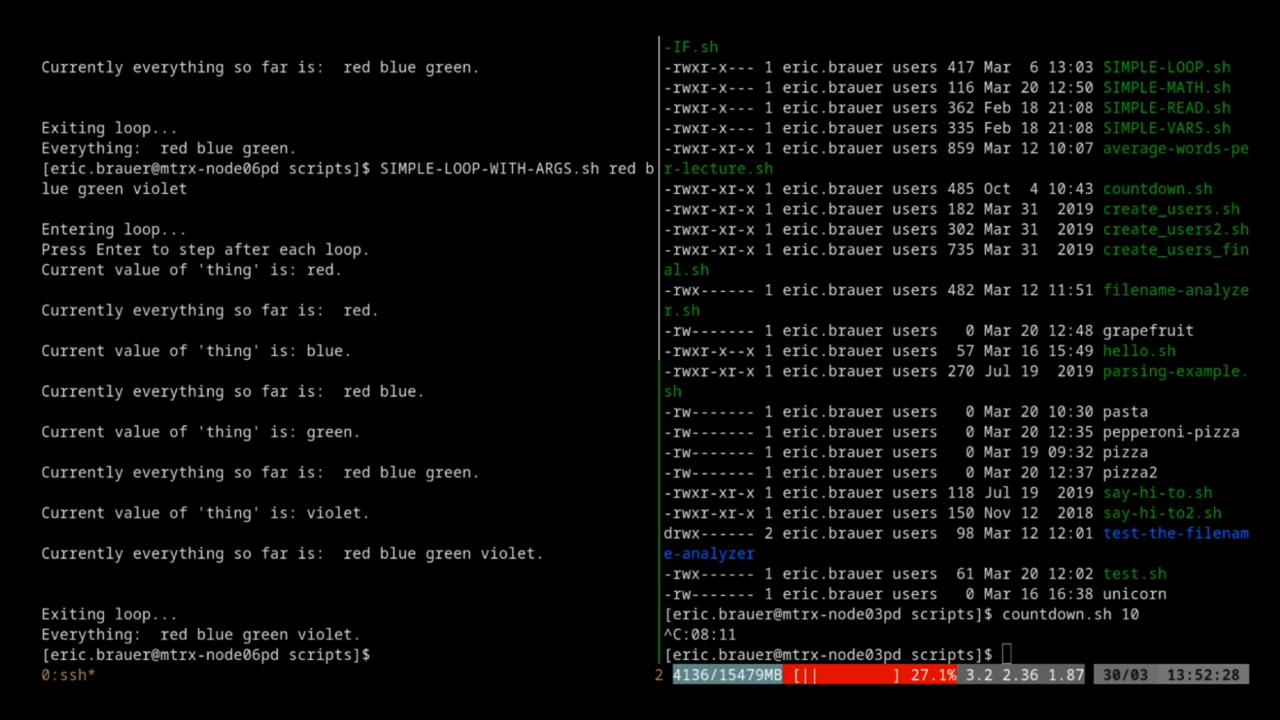 Currently everything so far is:  red blue green.
Exiting loop...
Everything:  red blue green.
[eric.brauer@mtrx-node06pd scripts]$ SIMPLE-LOOP-WITH-ARGS.sh red b
lue green violet
Entering loop...
Press Enter to step after each loop.
Current value of 'thing' is: red.
Currently everything so far is:  red.
Current value of 'thing' is: blue.
Currently everything so far is:  red blue.
Current value of 'thing' is: green.
Currently everything so far is:  red blue green.
Current value of 'thing' is: violet.
Currently everything so far is:  red blue green violet.
Exiting loop...
Everything:  red blue green violet.
[eric.brauer@mtrx-node06pd scripts]$
-IF.sh
-rwxr-x--- 1 eric.brauer users 417 Mar  6 13:03 SIMPLE-LOOP.sh
-rwxr-x--- 1 eric.brauer users 116 Mar 20 12:50 SIMPLE-MATH.sh
-rwxr-x--- 1 eric.brauer users 362 Feb 18 21:08 SIMPLE-READ.sh
-rwxr-x--- 1 eric.brauer users 335 Feb 18 21:08 SIMPLE-VARS.sh
-rwxr-xr-x 1 eric.brauer users 859 Mar 12 10:07 average-words-pe
r-lecture.sh
-rwxr-xr-x 1 eric.brauer users 485 Oct  4 10:43 countdown.sh
-rwxr-xr-x 1 eric.brauer users 182 Mar 31  2019 create_users.sh
-rwxr-xr-x 1 eric.brauer users 302 Mar 31  2019 create_users2.sh
-rwxr-xr-x 1 eric.brauer users 735 Mar 31  2019 create_users_fin
al.sh
-rwx------ 1 eric.brauer users 482 Mar 12 11:51 filename-analyze
r.sh
-rw------- 1 eric.brauer users   0 Mar 20 12:48 grapefruit
-rwxr-x--x 1 eric.brauer users  57 Mar 16 15:49 hello.sh
-rwxr-xr-x 1 eric.brauer users 270 Jul 19  2019 parsing-example.
sh
-rw------- 1 eric.brauer users   0 Mar 20 10:30 pasta
-rw------- 1 eric.brauer users   0 Mar 20 12:35 pepperoni-pizza
-rw------- 1 eric.brauer users   0 Mar 19 09:32 pizza
-rw------- 1 eric.brauer users   0 Mar 20 12:37 pizza2
-rwxr-xr-x 1 eric.brauer users 118 Jul 19  2019 say-hi-to.sh
-rwxr-xr-x 1 eric.brauer users 150 Nov 12  2018 say-hi-to2.sh
drwx------ 2 eric.brauer users  98 Mar 12 12:01 test-the-filenam
e-analyzer
-rwx------ 1 eric.brauer users  61 Mar 20 12:02 test.sh
-rw------- 1 eric.brauer users   0 Mar 16 16:38 unicorn
[eric.brauer@mtrx-node03pd scripts]$ countdown.sh 10
^C:08:11
[eric.brauer@mtrx-node03pd scripts]$
0:ssh*
2 4136/15479MB [||        ] 27.1% 3.2 2.36 1.87 30/03 13:52:28